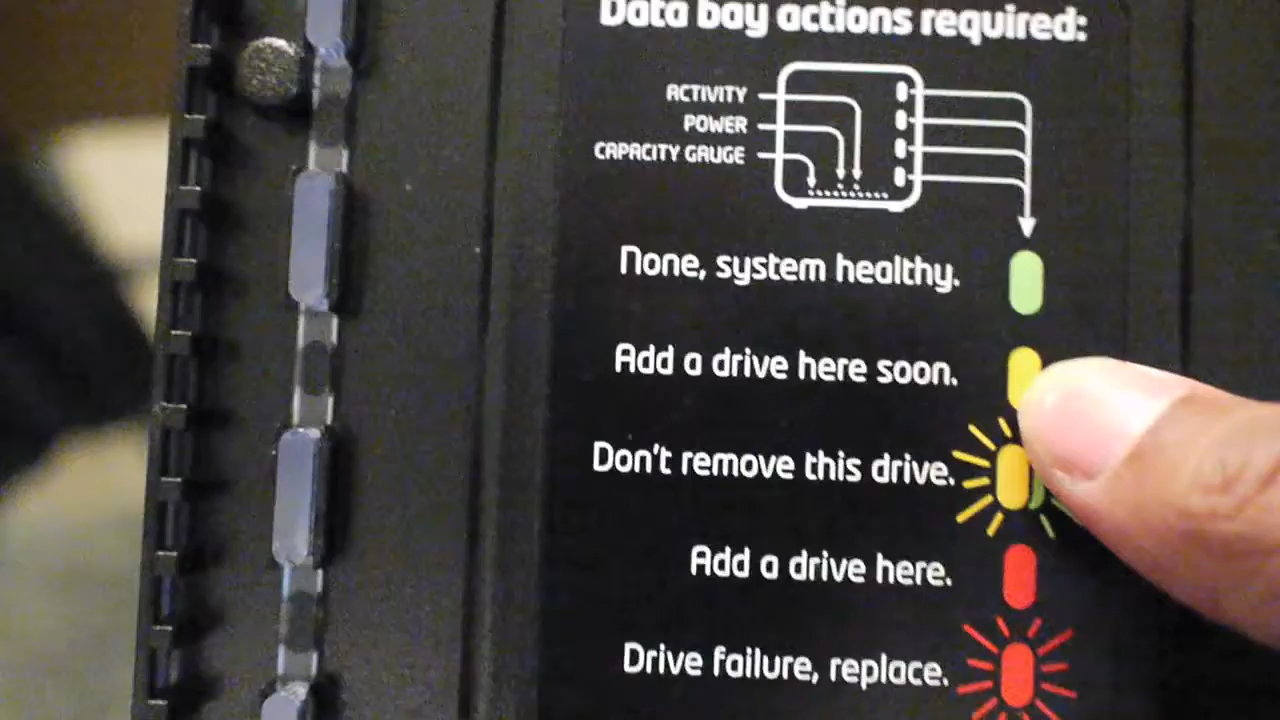 Data bay actions required:
ACTIVITY
POWER
CAPACITY GAUGE
None, system healthy.
Add a drive here soon.
Don't remove this drive.
Add a drive here.
Drive failure, replace.